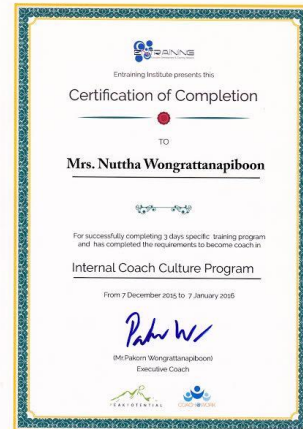 ENTRAINING
Entraining Institute presents this
Certification of Completion
TO
Mrs. Nuttha Wongrattanapiboon
For successfully completing 3 days specific training program
and has completed the requirements to become coach in
Internal Coach Culture Program
From 7 December 2015 to 7 January 2016
(Mr.Pakorn Wongrattanapiboon)
Executive Coach
PEAKPOTENTIAL